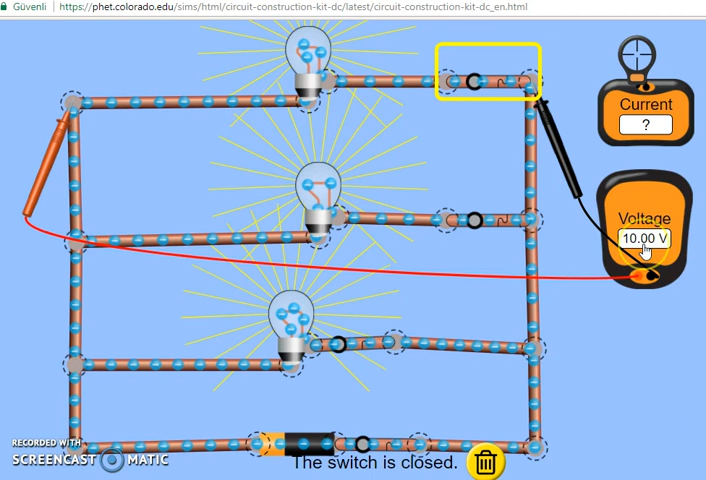 Güvenli https://phet.colorado.edu/sims/html/circuit-construction-kit-dc/latest/circuit-construction-kit-dc_en.html
Current
?
Voltage
10.00 V
RECORDED WITH
SCREENCAST MATIC
The switch is closed.